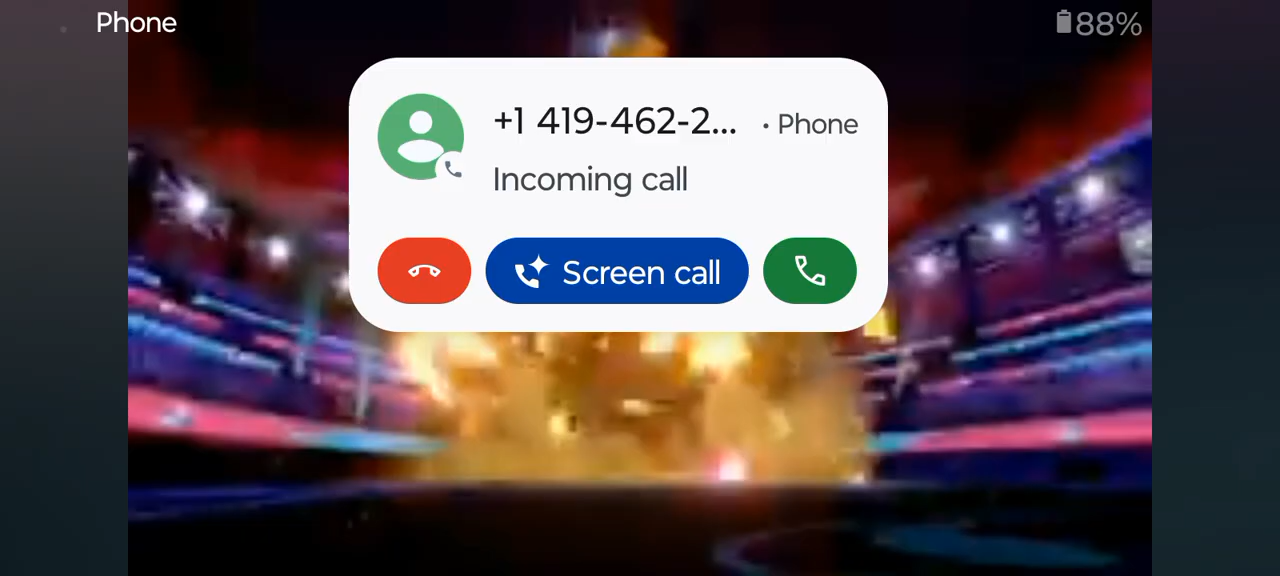 Phone
88%
+1 419-462-2... • Phone
Incoming call
Screen call